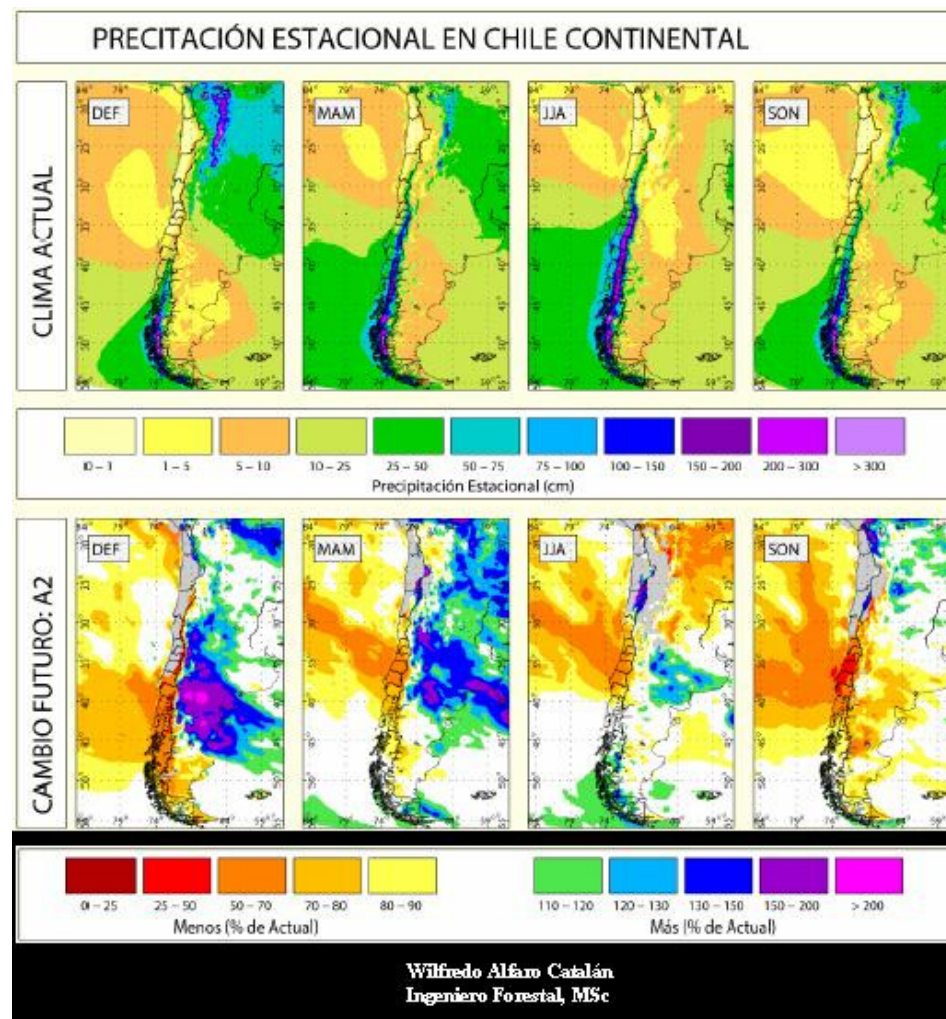 PRECITACIÓN ESTACIONAL EN CHILE CONTINENTAL
CLIMA ACTUAL
DEF
MAM
JJA
SON
0 – 1
1 – 5
5 – 10
10 – 25
25 – 50
50 – 75
75 – 100
100 – 150
150 – 200
200 – 300
> 300
Precipitación Estacional (cm)
CAMBIO FUTURO: A2
DEF
MAM
JJA
SON
0 – 25
25 – 50
50 – 70
70 – 80
80 – 90
Menos (% de Actual)
110 – 120
120 – 130
130 – 150
150 – 200
> 200
Más (% de Actual)
Wilfredo Alfaro Catalán
Ingeniero Forestal, MSc